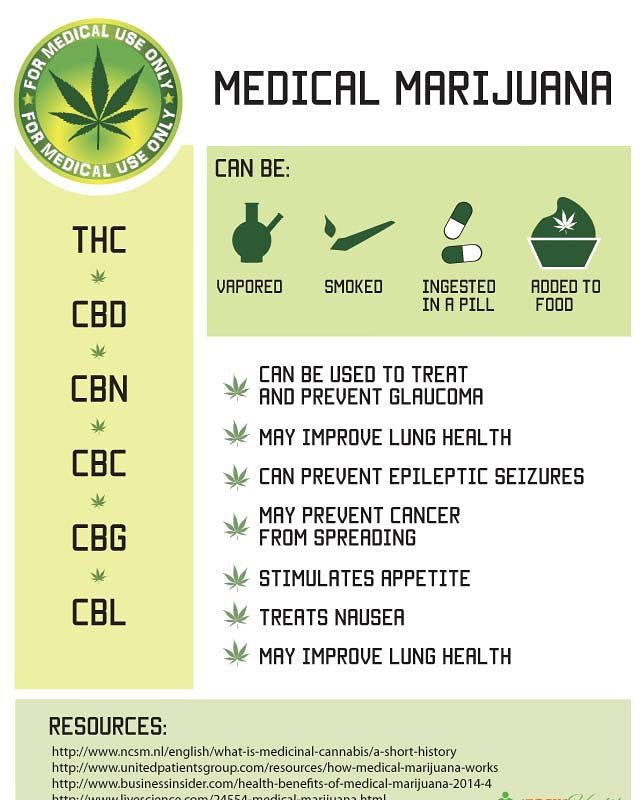 FOR MEDICAL USE ONLY
FOR MEDICAL USE ONLY
MEDICAL MARIJUANA
THC
CBD
CBN
CBC
CBG
CBL
CAN BE:
VAPORED
SMOKED
INGESTED
IN A PILL
ADDED TO
FOOD
CAN BE USED TO TREAT
AND PREVENT GLAUCOMA
MAY IMPROVE LUNG HEALTH
CAN PREVENT EPILEPTIC SEIZURES
MAY PREVENT CANCER
FROM SPREADING
STIMULATES APPETITE
TREATS NAUSEA
MAY IMPROVE LUNG HEALTH
RESOURCES:
http://www.ncsm.nl/english/what-is-medicinal-cannabis/a-short-history
http://www.unitedpatientsgroup.com/resources/how-medical-marijuana-works
http://www.businessinsider.com/health-benefits-of-medical-marijuana-2014-4
http://www.livescience.com/24554-medical-marijuana.html